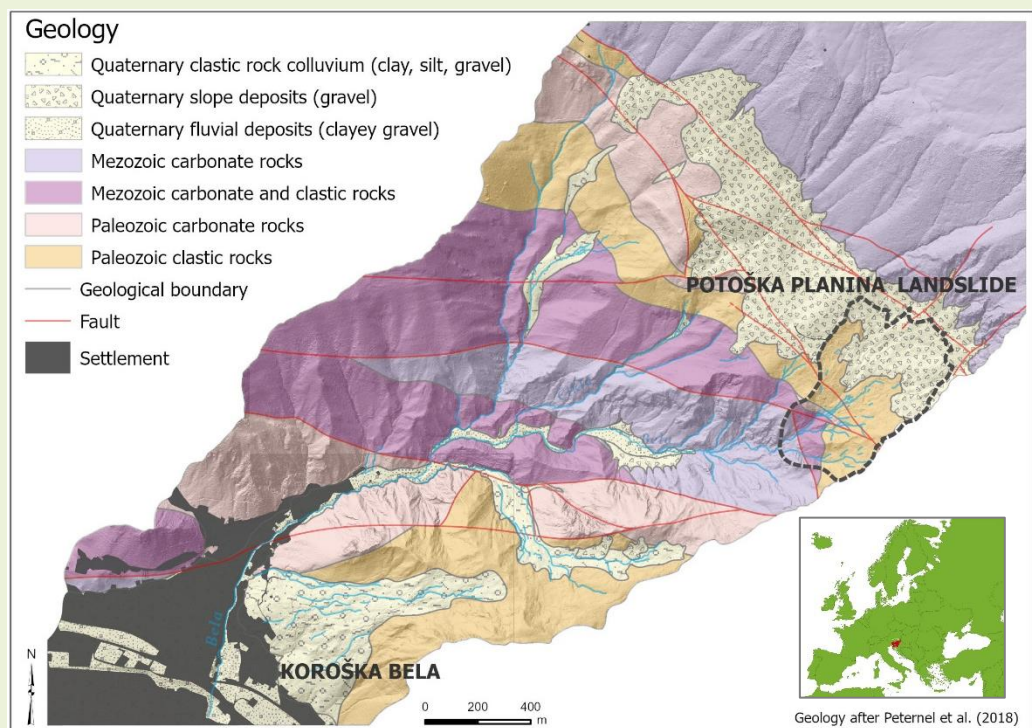 Geology
Quaternary clastic rock colluvium (clay, silt, gravel)
Quaternary slope deposits (gravel)
Quaternary fluvial deposits (clayey gravel)
Mezozoic carbonate rocks
Mezozoic carbonate and clastic rocks
Paleozoic carbonate rocks
Paleozoic clastic rocks
Geological boundary
Fault
Settlement
POTOŠKA PLANINA LANDSLIDE
Bela
KOROŠKA BELA
N
0 200 400
m
Geology after Peternel et al. (2018)